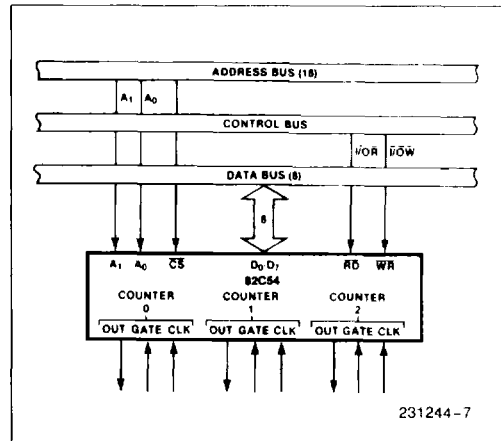 ADDRESS BUS (16)
A1 A0
CONTROL BUS
I/OR I/OW
DATA BUS (8)
8
A1 A0 CS D0-D7 RD WR
82C54
COUNTER COUNTER COUNTER
0 1 2
OUT GATE CLK OUT GATE CLK OUT GATE CLK
231244-7